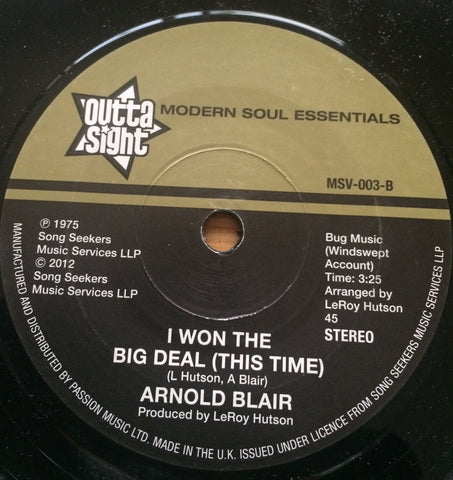 outta
sight
MODERN SOUL ESSENTIALS
MSV-003-B
℗ 1975
Song Seekers
Music Services LLP
© 2012
Song Seekers
Music Services LLP
Bug Music
(Windswept
Account)
Time: 3:25
Arranged by
LeRoy Hutson
45
STEREO
I WON THE
BIG DEAL (THIS TIME)
(L Hutson, A Blair)
ARNOLD BLAIR
Produced by LeRoy Hutson
MANUFACTURED AND DISTRIBUTED BY PASSION MUSIC LTD. MADE IN THE U.K. ISSUED UNDER LICENCE FROM SONG SEEKERS MUSIC SERVICES LLP